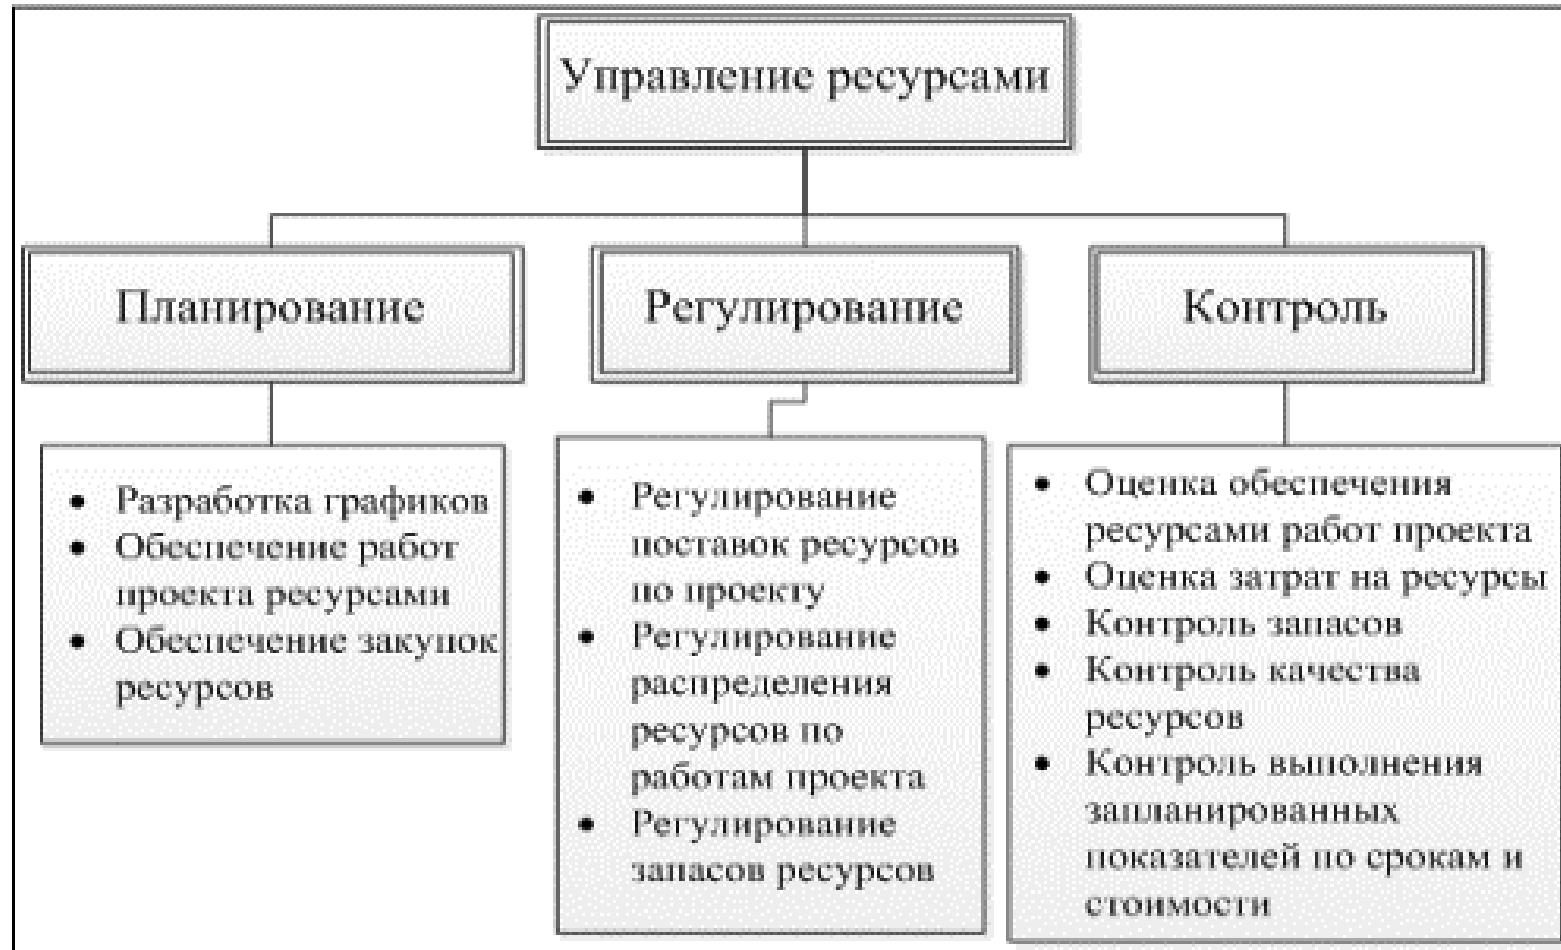 Управление ресурсами
Планирование
Регулирование
Контроль
• Разработка графиков
• Обеспечение работ
проекта ресурсами
• Обеспечение закупок
ресурсов
• Регулирование
поставок ресурсов
по проекту
• Регулирование
распределения
ресурсов по
работам проекта
• Регулирование
запасов ресурсов
• Оценка обеспечения
ресурсами работ проекта
• Оценка затрат на ресурсы
• Контроль запасов
• Контроль качества
ресурсов
• Контроль выполнения
запланированных
показателей по срокам и
стоимости